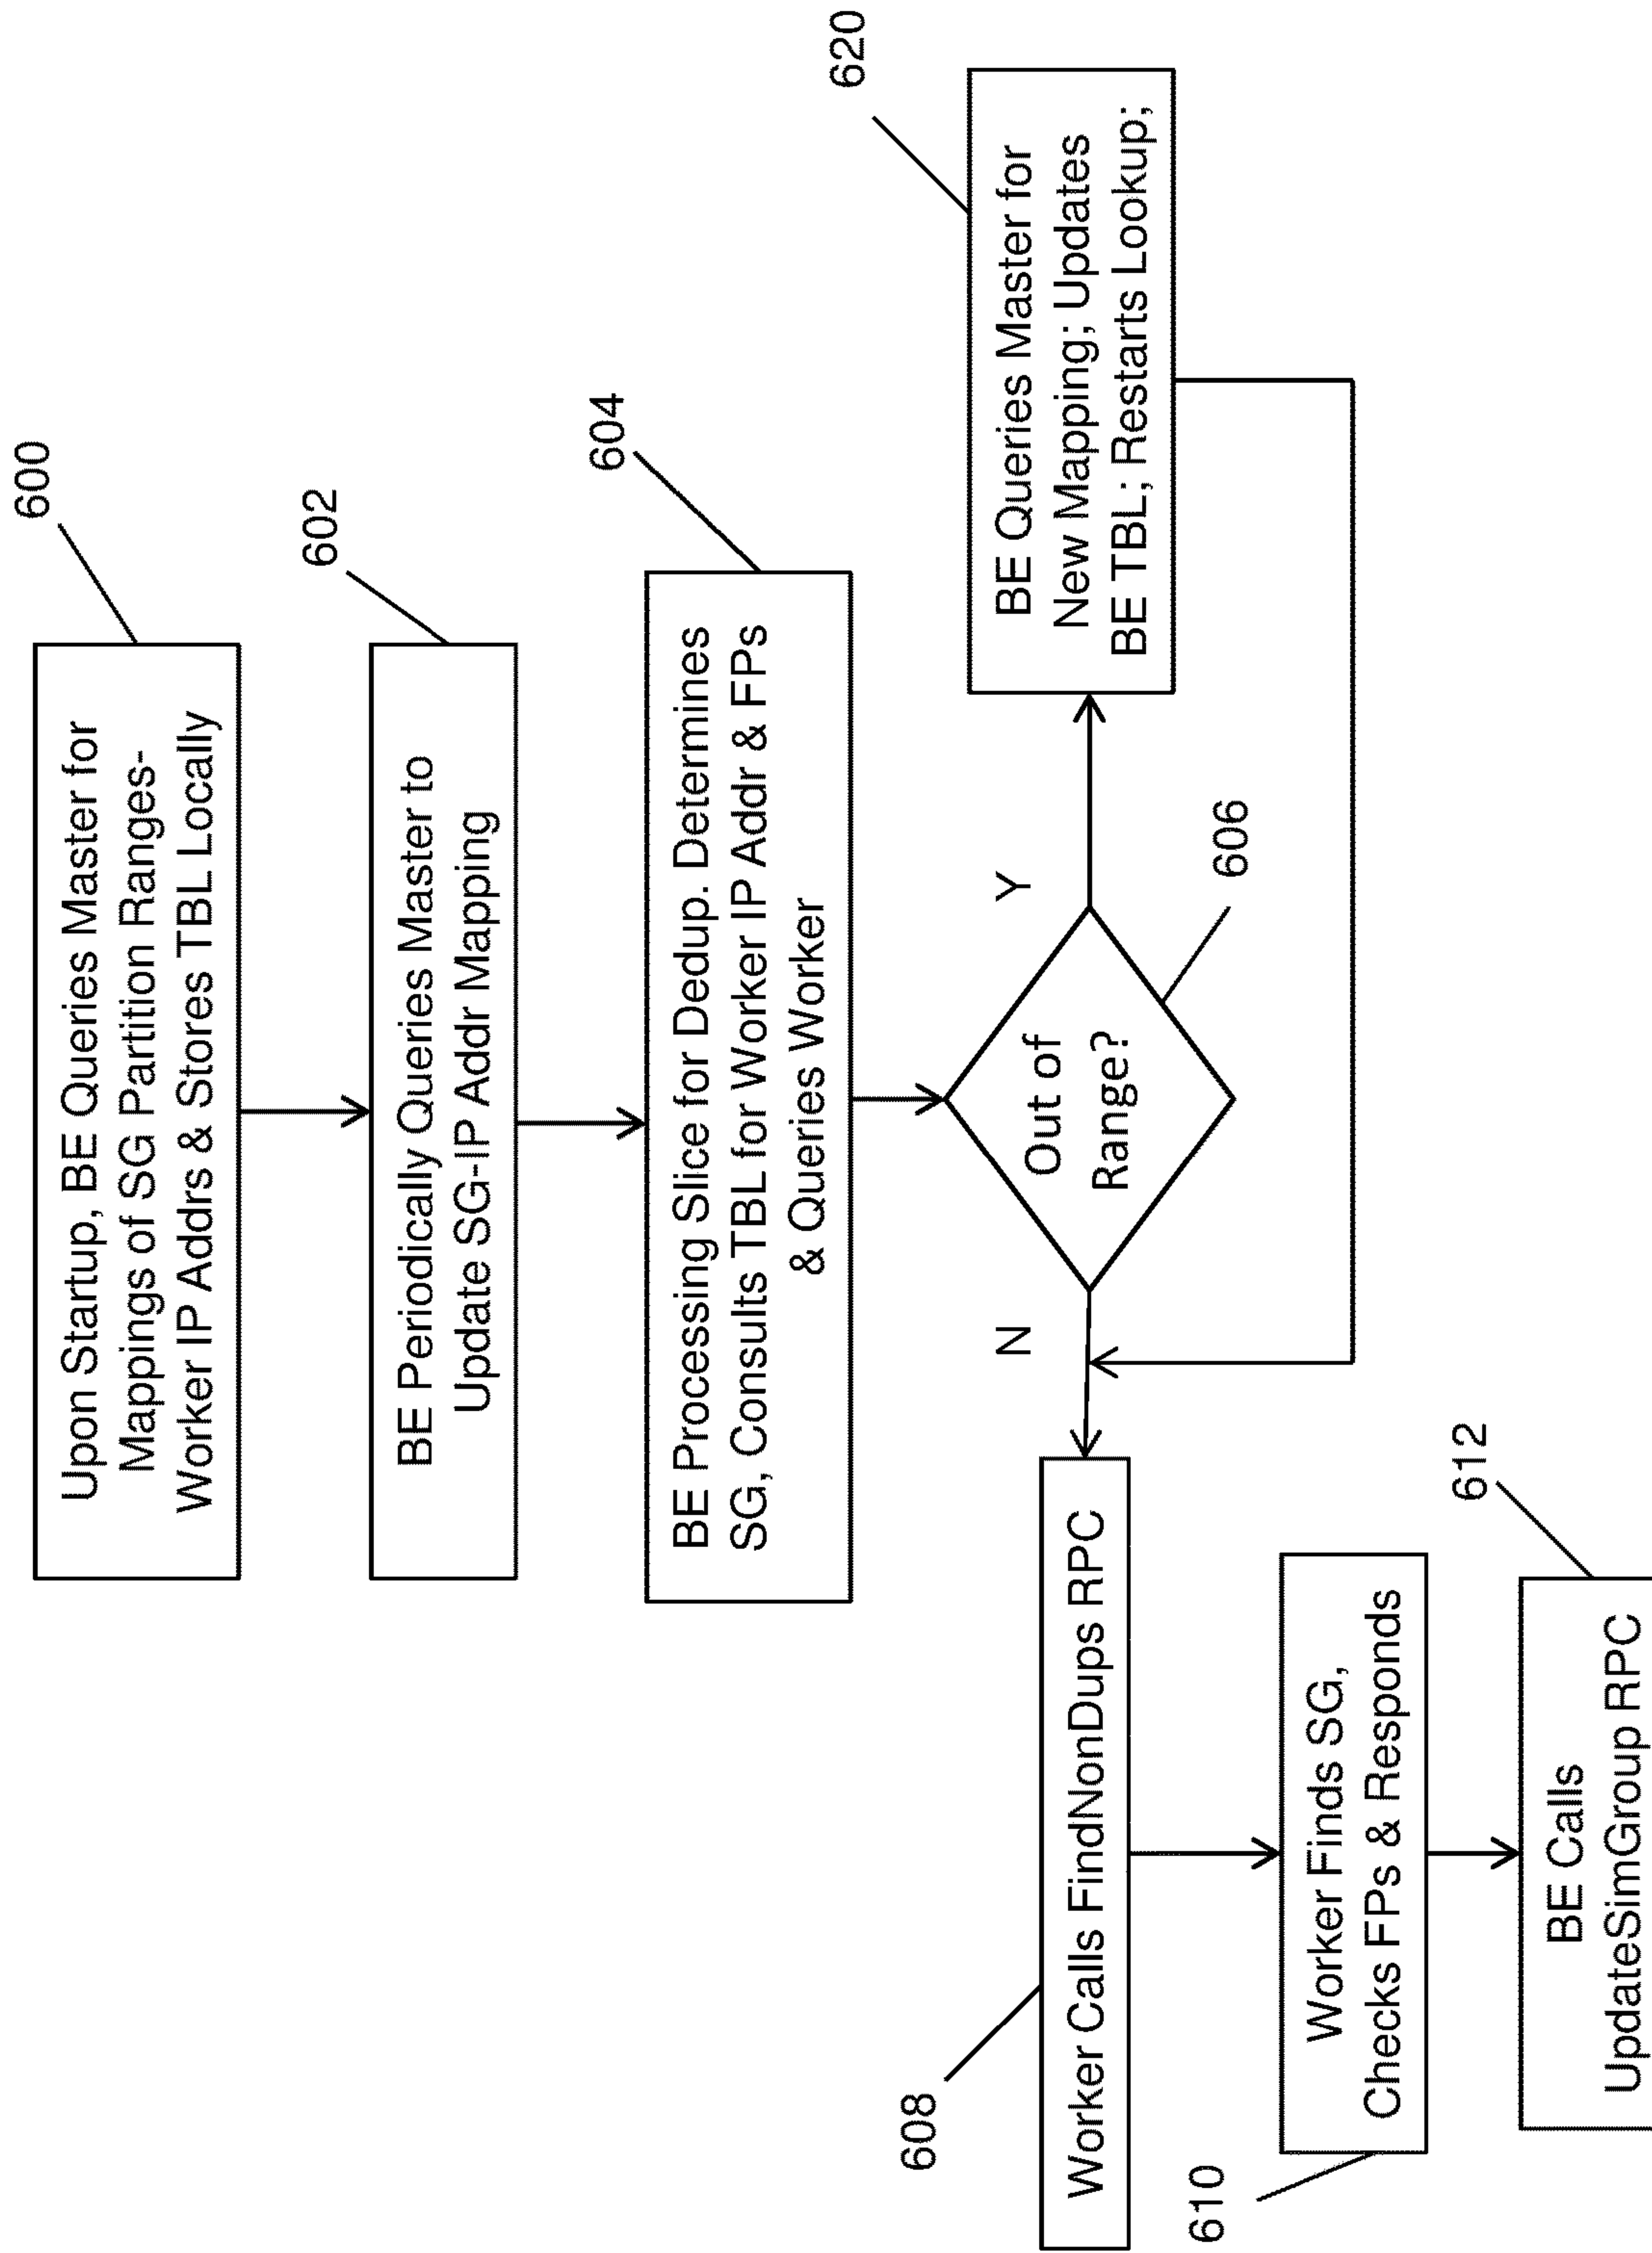 600
Upon Startup, BE Queries Master for
Mappings of SG Partition Ranges-
Worker IP Addrs & Stores TBL Locally
602
BE Periodically Queries Master to
Update SG-IP Addr Mapping
604
BE Processing Slice for Dedup. Determines
SG, Consults TBL for Worker IP Addr & FPs
& Queries Worker
Out of
Range?
606
Y
N
620
BE Queries Master for
New Mapping; Updates
BE TBL; Restarts Lookup;
608
Worker Calls FindNonDups RPC
610
Worker Finds SG,
Checks FPs & Responds
612
BE Calls
UpdateSimGroup RPC